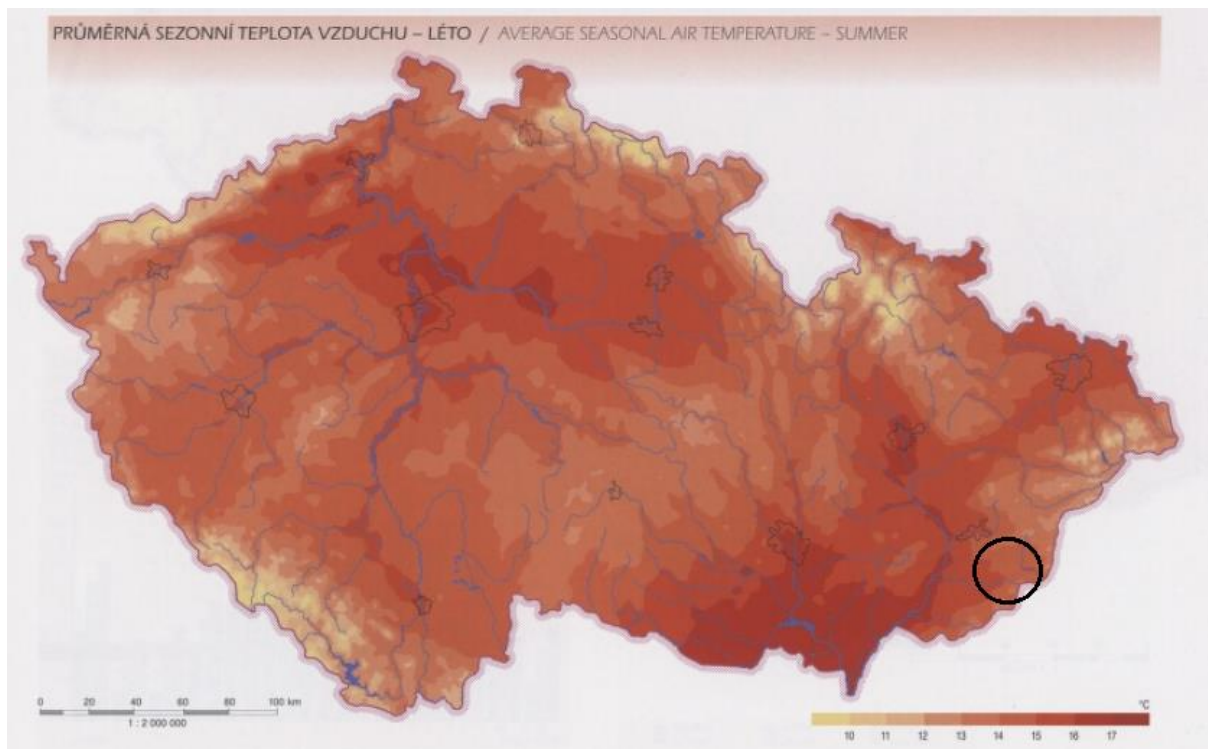 PRŮMĚRNÁ SEZONNÍ TEPLOTA VZDUCHU – LÉTO / AVERAGE SEASONAL AIR TEMPERATURE – SUMMER
0 20 40 60 80 100 km
1 : 2 000 000
°C
10 11 12 13 14 15 16 17